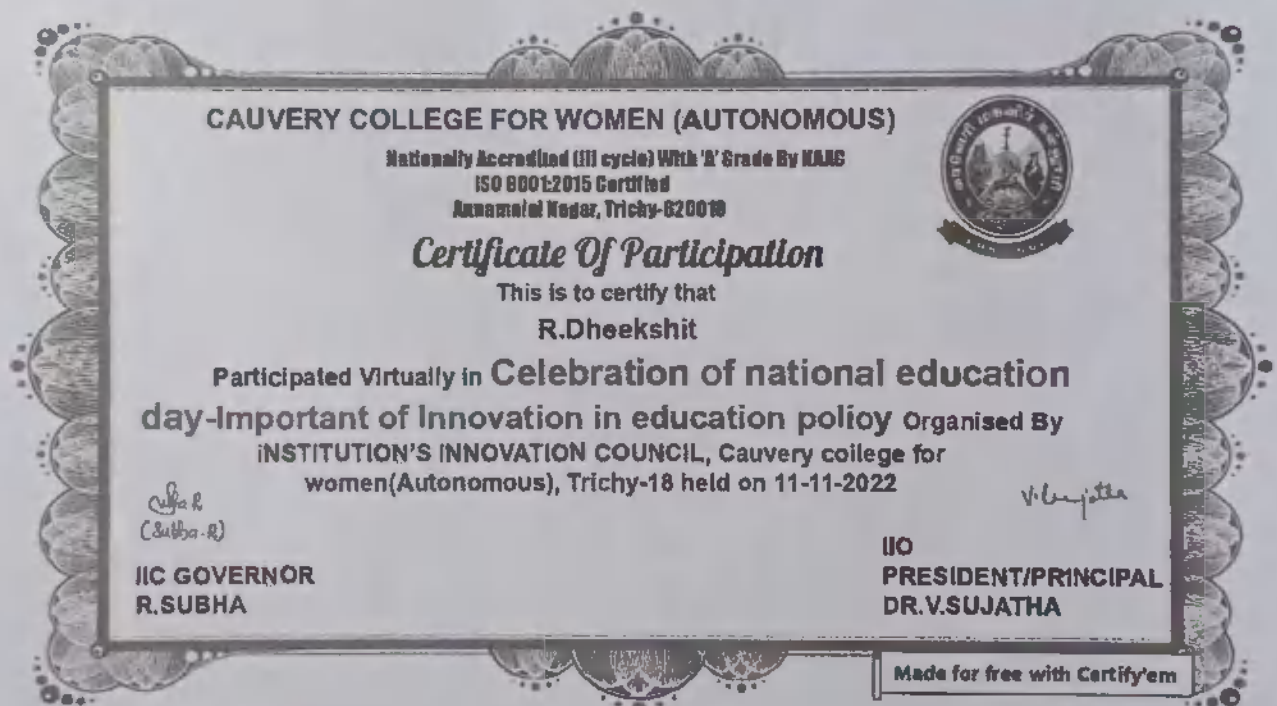 CAUVERY COLLEGE FOR WOMEN (AUTONOMOUS)
Nationally Accredited (III cycle) With 'A' Grade By NAAC
ISO 9001:2015 Certified
Annamalai Nagar, Trichy-620018
Certificate Of Participation
This is to certify that
R.Dheekshit
Participated Virtually in Celebration of national education
day-Important of Innovation in education policy Organised By
iNSTITUTION'S INNOVATION COUNCIL, Cauvery college for
women(Autonomous), Trichy-18 held on 11-11-2022
(Subha-R)
IIC GOVERNOR
R.SUBHA
V. Sujatha
IIC
PRESIDENT/PRINCIPAL
DR.V.SUJATHA
Made for free with Certify'em